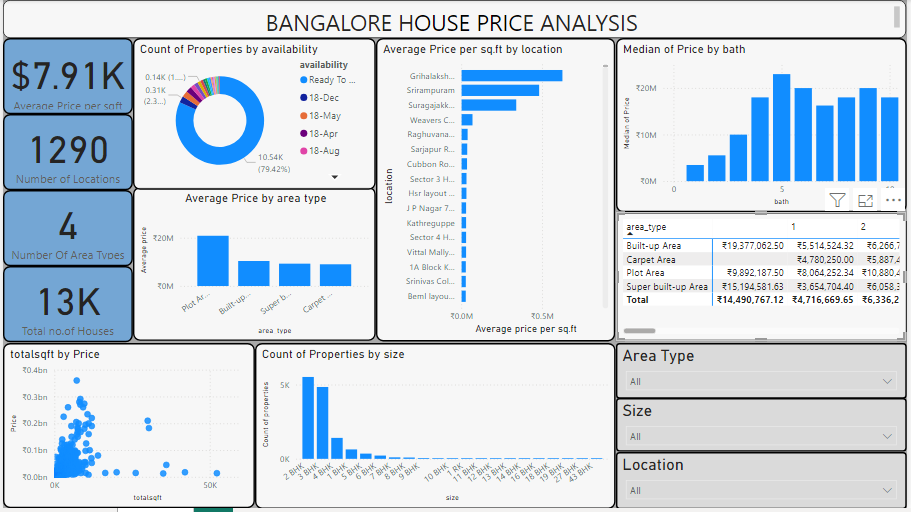 BANGALORE HOUSE PRICE ANALYSIS
$7.91K
Average Price per sqft
1290
Number of Locations
4
Number Of Area Types
13K
Total no.of Houses
Count of Properties by availability
0.14K (1....)
0.31K
(2.3...)
10.54K
(79.42%)
availability
Ready To ...
18-Dec
18-May
18-Apr
18-Aug
Average Price by area type
Average price
₹20M
₹0M
Plot Ar...
Built-up...
Super b...
Carpet ...
area_type
Average Price per sq.ft by location
location
Grihalaksh...
Srirampuram
Suragajakk...
Weavers C...
Raghuvana...
Sarjapur R...
Cubbon Ro...
Sector 3 H...
Hsr layout ...
J P Nagar 7...
Kathreguppe
Sector 4 H...
Vittal Mally...
1A Block K...
Srinivas Col...
Beml layou...
₹0.0M
₹0.5M
Average price per sq.ft
Median of Price by bath
Median of Price
₹20M
₹10M
₹0M
0
5
10
bath
area_type 1 2
Built-up Area ₹19,377,062.50 ₹5,514,524.32 ₹6,266,7
Carpet Area ₹4,780,250.00 ₹5,887,4
Plot Area ₹9,892,187.50 ₹8,064,252.34 ₹10,880,4
Super built-up Area ₹15,194,581.63 ₹3,654,704.40 ₹6,058,3
Total ₹14,490,767.12 ₹4,716,669.65 ₹6,336,2
totalsqft by Price
Price
₹0.4bn
₹0.3bn
₹0.2bn
₹0.1bn
₹0.0bn
0K
50K
totalsqft
Count of Properties by size
Count of properties
5K
0K
2 BHK
3 BHK
4 BHK
1 BHK
5 BHK
6 BHK
7 BHK
8 BHK
9 BHK
10 BHK
1 RK
11 BHK
12 BHK
13 BHK
14 BHK
16 BHK
18 BHK
19 BHK
27 BHK
43 BHK
size
Area Type
All
Size
All
Location
All